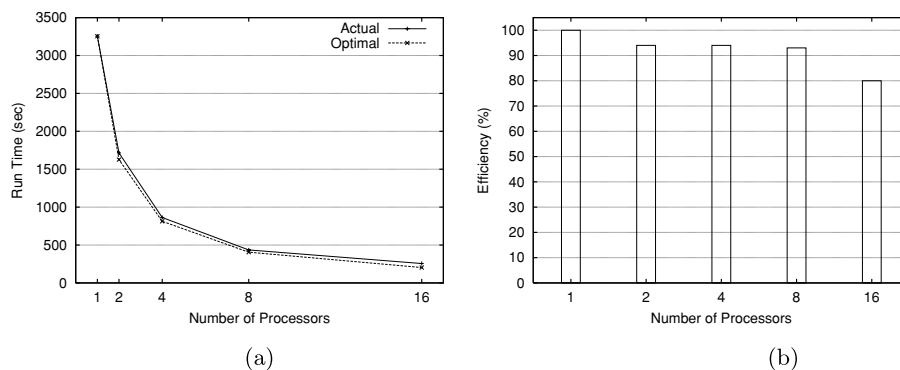 3500
3000
2500
2000
1500
1000
500
0
Run Time (sec)
Actual
Optimal
1 2 4 8 16
Number of Processors
(a)
100
90
80
70
60
50
40
30
20
10
0
Efficiency (%)
1 2 4 8 16
Number of Processors
(b)